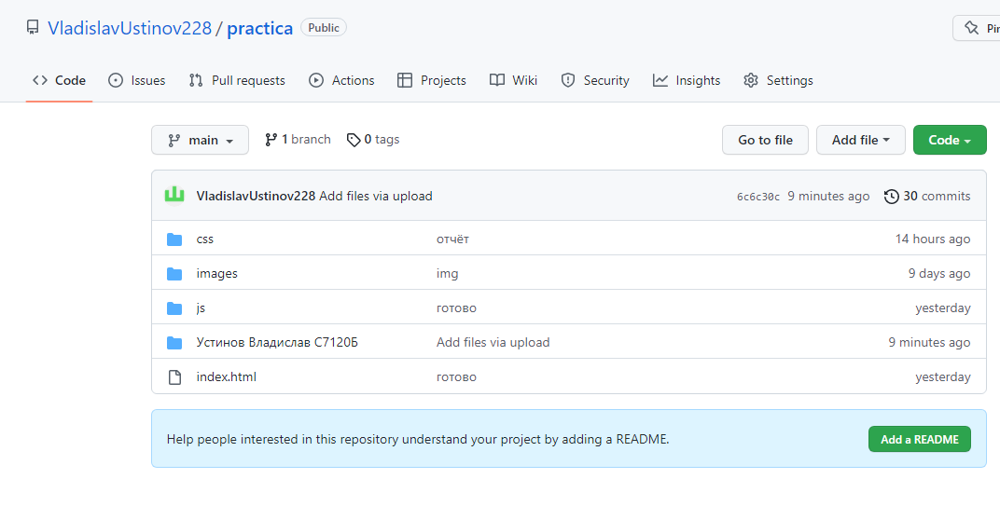 VladislavUstinov228 / practica Public
Code Issues Pull requests Actions Projects Wiki Security Insights Settings
main 1 branch 0 tags Go to file Add file Code
VladislavUstinov228 Add files via upload 6c6c30c 9 minutes ago 30 commits
css отчёт 14 hours ago
images img 9 days ago
js готово yesterday
Устинов Владислав С7120Б Add files via upload 9 minutes ago
index.html готово yesterday
Help people interested in this repository understand your project by adding a README. Add a README